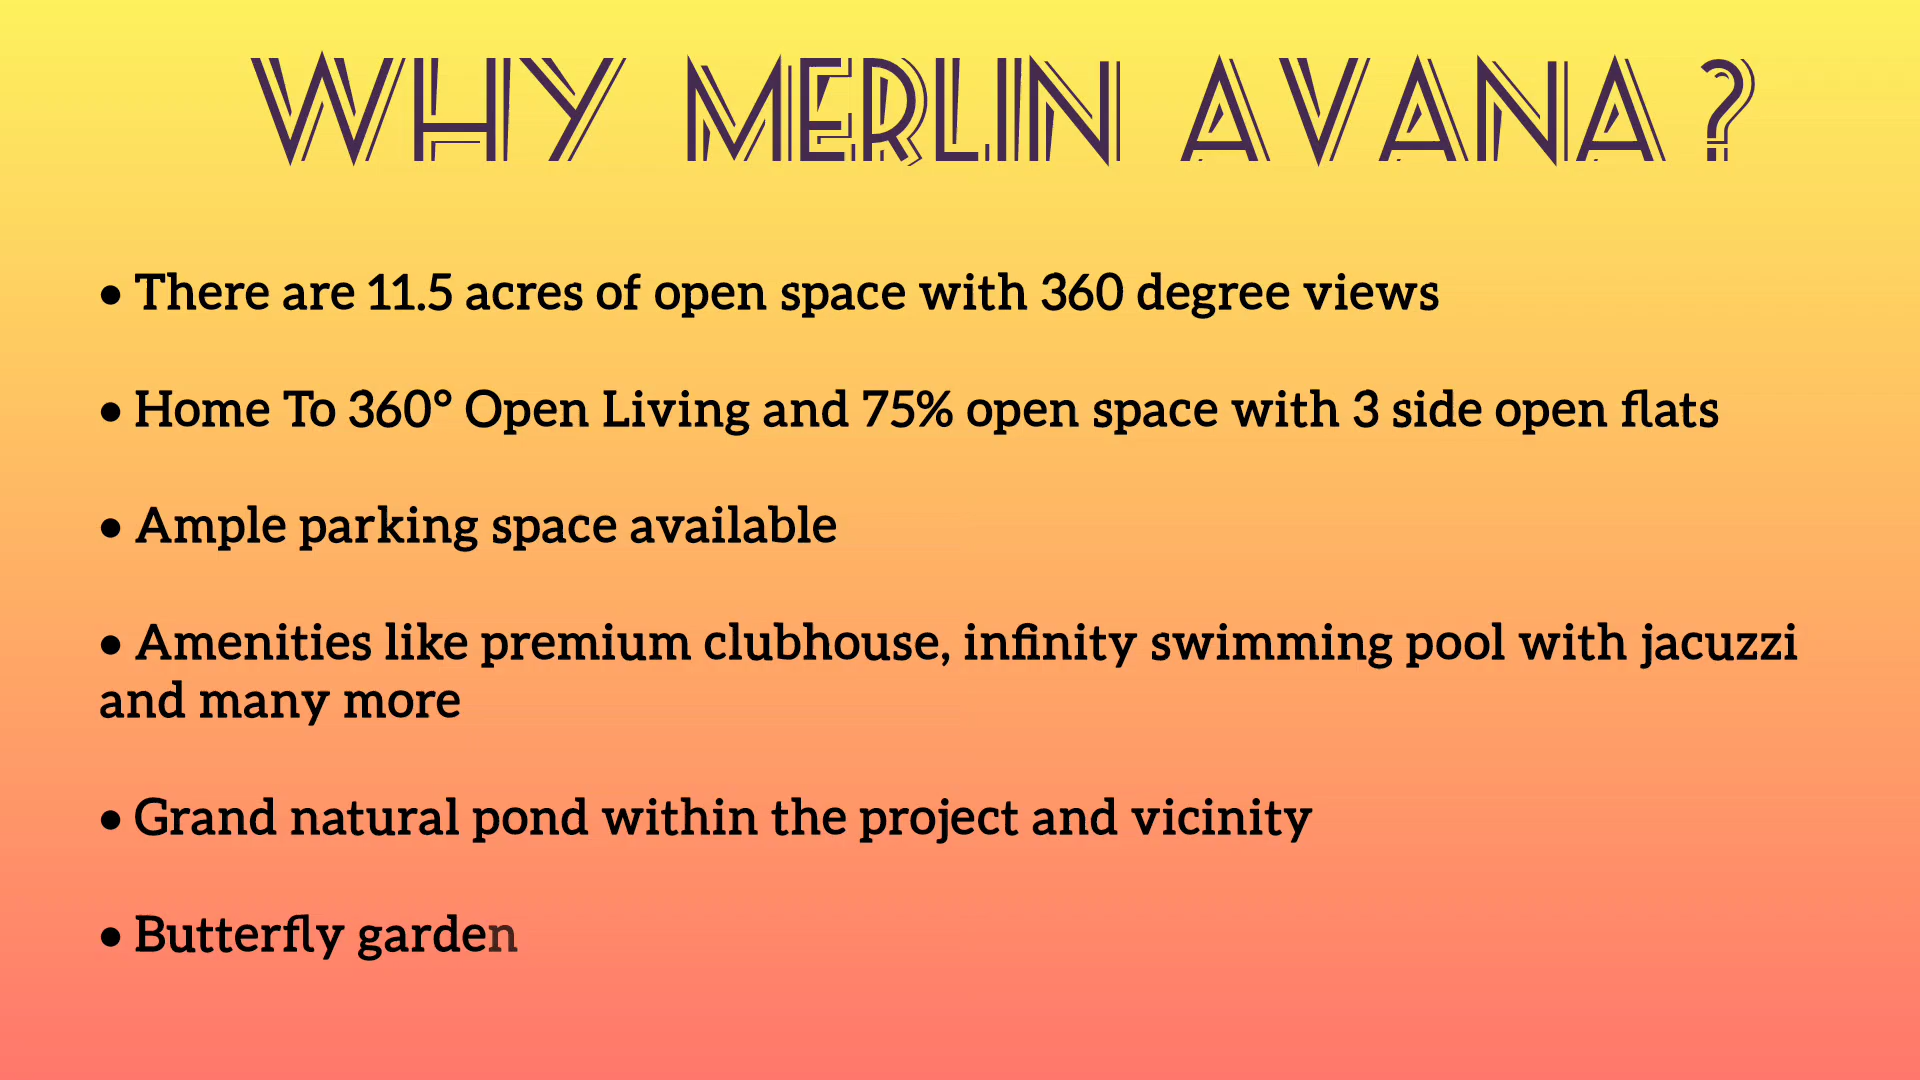 WHY MERLIN AVANA ?
• There are 11.5 acres of open space with 360 degree views
• Home To 360° Open Living and 75% open space with 3 side open flats
• Ample parking space available
• Amenities like premium clubhouse, infinity swimming pool with jacuzzi
and many more
• Grand natural pond within the project and vicinity
• Butterfly garden